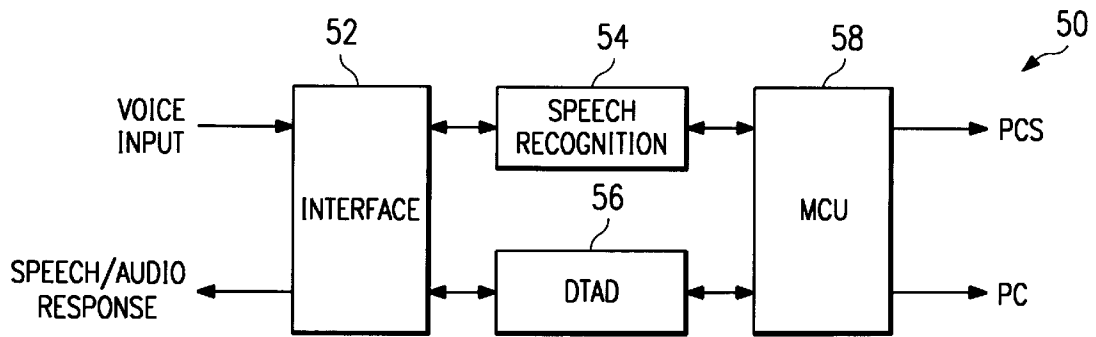 50
52
54
58
VOICE
INPUT
SPEECH
RECOGNITION
PCS
INTERFACE
56
MCU
SPEECH/AUDIO
RESPONSE
DTAD
PC